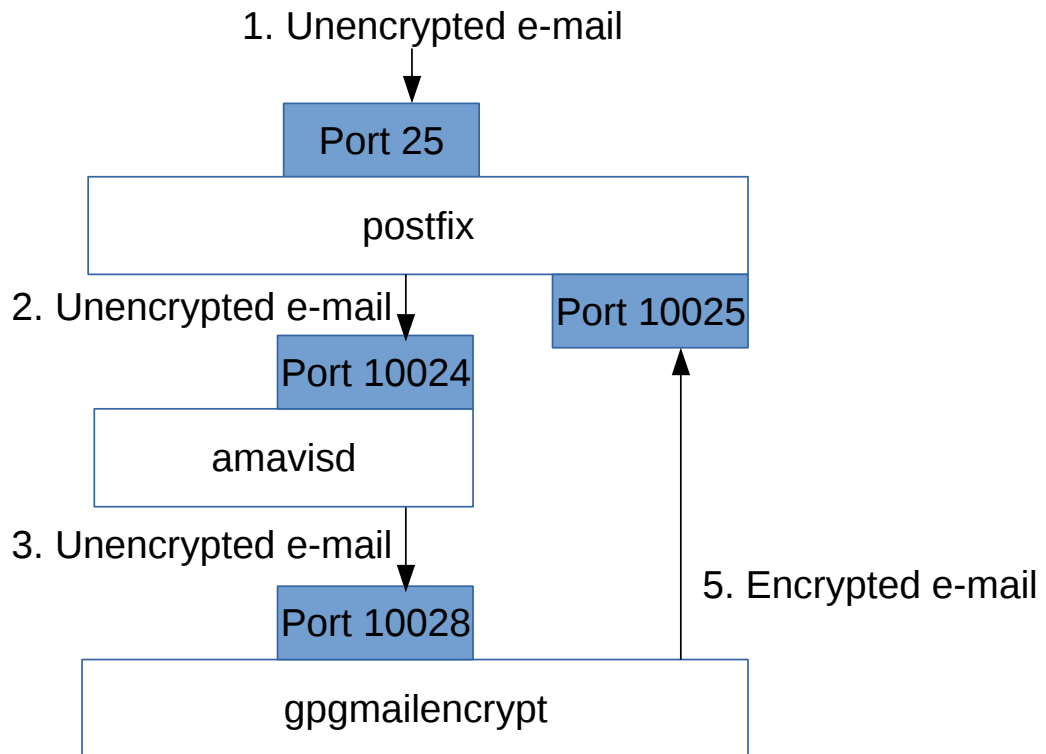 1. Unencrypted e-mail
Port 25
postfix
2. Unencrypted e-mail
Port 10025
Port 10024
amavisd
3. Unencrypted e-mail
5. Encrypted e-mail
Port 10028
gpgmailencrypt